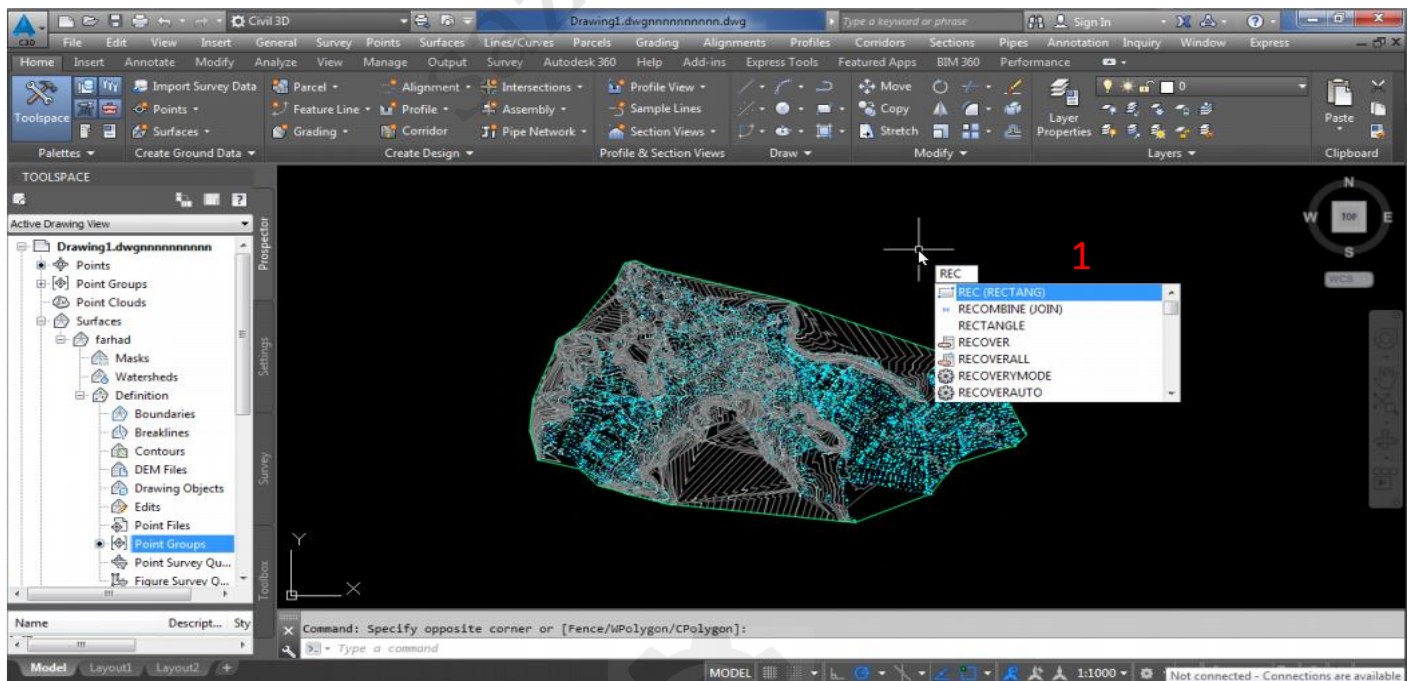 Civil 3D
Drawing1.dwgnnnnnnnnnn.dwg
Type a keyword or phrase
Sign In
C3D File Edit View Insert General Survey Points Surfaces Lines/Curves Parcels Grading Alignments Profiles Corridors Sections Pipes Annotation Inquiry Window Express
Home Insert Annotate Modify Analyze View Manage Output Survey Autodesk 360 Help Add-ins Express Tools Featured Apps BIM 360 Performance
Import Survey Data Parcel Alignment Intersections Profile View Move 0
Toolspace Points Feature Line Profile Assembly Sample Lines Copy Layer Properties Paste
Surfaces Grading Corridor Pipe Network Section Views Stretch
Palettes Create Ground Data Create Design Profile & Section Views Draw Modify Layers Clipboard
TOOLSPACE
Active Drawing View
Drawing1.dwgnnnnnnnnnn
Points
Point Groups
Point Clouds
Surfaces
farhad
Masks
Watersheds
Definition
Boundaries
Breaklines
Contours
DEM Files
Drawing Objects
Edits
Point Files
Point Groups
Point Survey Qu...
Figure Survey Q...
Name Descript... Sty
Prospector
Settings
Survey
Toolbox
1
REC
REC (RECTANG)
RECOMBINE (JOIN)
RECTANGLE
RECOVER
RECOVERALL
RECOVERYMODE
RECOVERAUTO
N
W TOP E
S
WCS
Y
X
Command: Specify opposite corner or [Fence/WPolygon/CPolygon]:
Type a command
Model Layout1 Layout2 +
MODEL 1:1000
Not connected - Connections are available